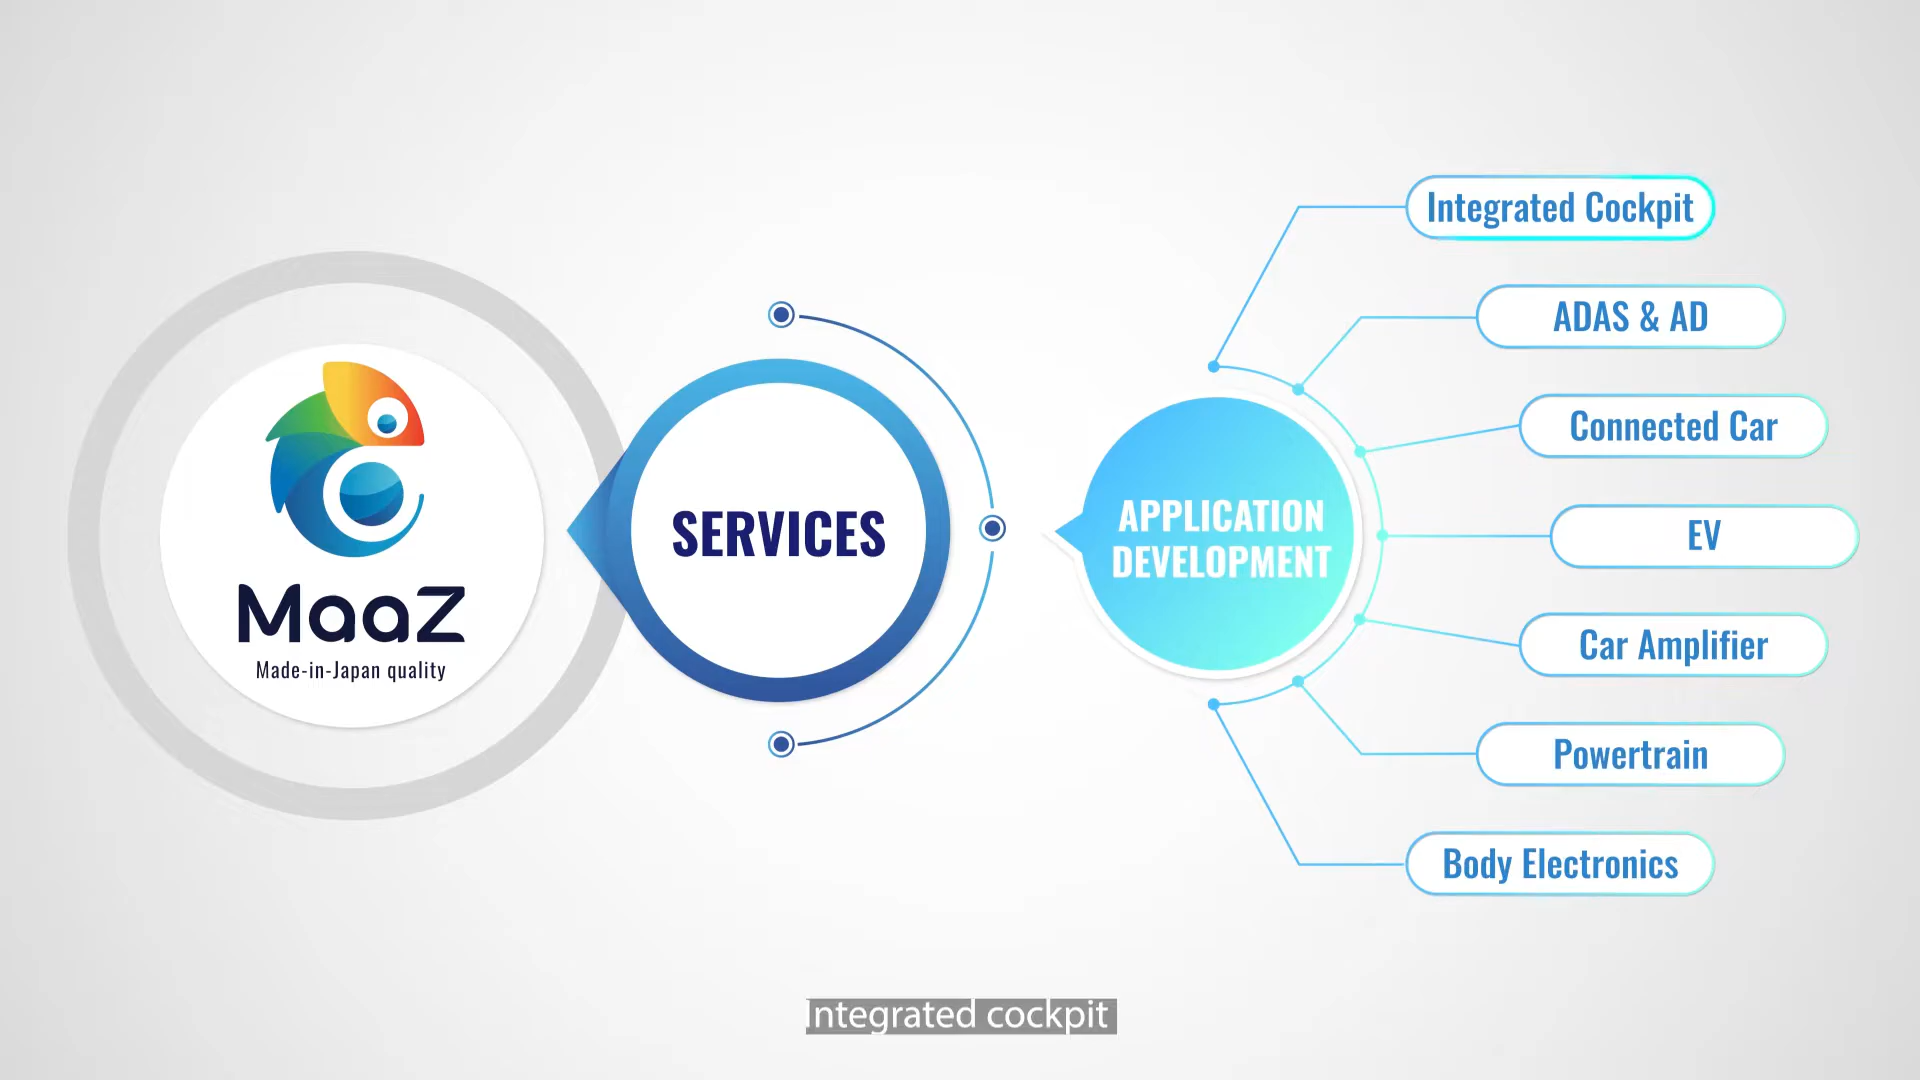 MaaZ
Made-in-Japan quality
SERVICES
APPLICATION
DEVELOPMENT
Integrated Cockpit
ADAS & AD
Connected Car
EV
Car Amplifier
Powertrain
Body Electronics
Integrated cockpit